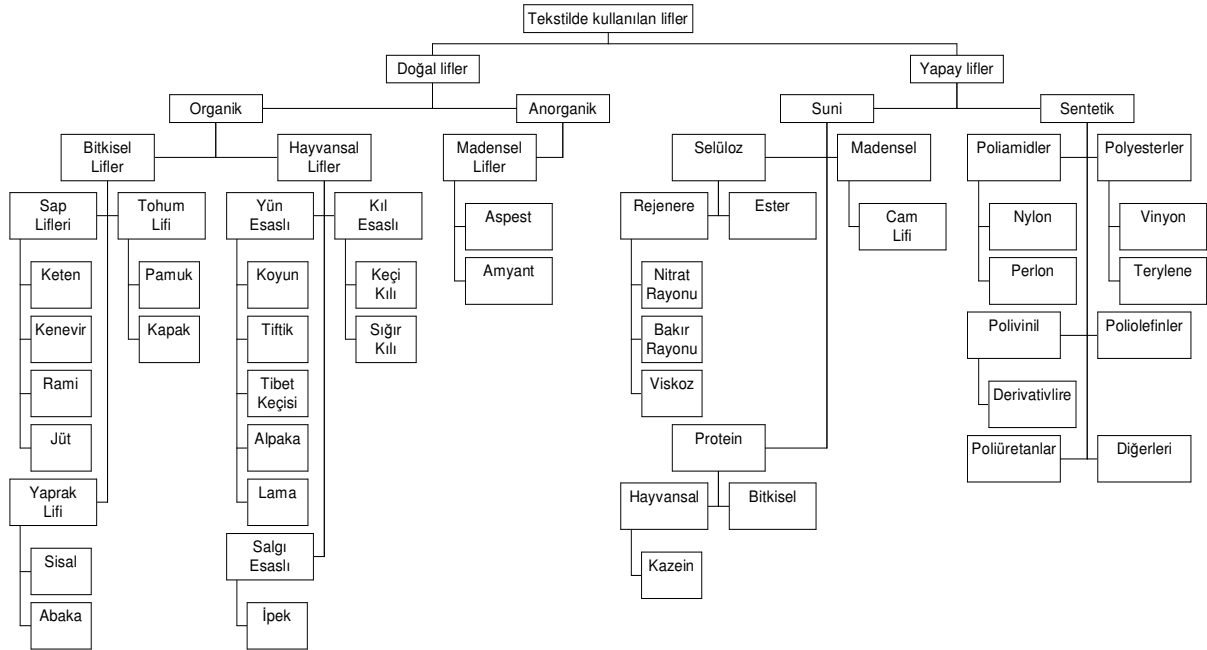 Tekstilde kullanılan lifler
Doğal lifler
Yapay lifler
Organik
Anorganik
Suni
Sentetik
Bitkisel
Lifler
Hayvansal
Lifler
Madensel
Lifler
Selüloz
Madensel
Poliamidler
Polyesterler
Sap
Lifleri
Tohum
Lifi
Yün
Esaslı
Kıl
Esaslı
Aspest
Amyant
Rejenere
Ester
Cam
Lifi
Nylon
Perlon
Vinyon
Terylene
Keten
Kenevir
Rami
Jüt
Pamuk
Kapak
Koyun
Tiftik
Tibet
Keçisi
Alpaka
Lama
Keçi
Kılı
Sığır
Kılı
Nitrat
Rayonu
Bakır
Rayonu
Viskoz
Polivinil
Poliolefinler
Derivativlire
Protein
Poliüretanlar
Diğerleri
Yaprak
Lifi
Sisal
Abaka
Salgı
Esaslı
İpek
Hayvansal
Bitkisel
Kazein